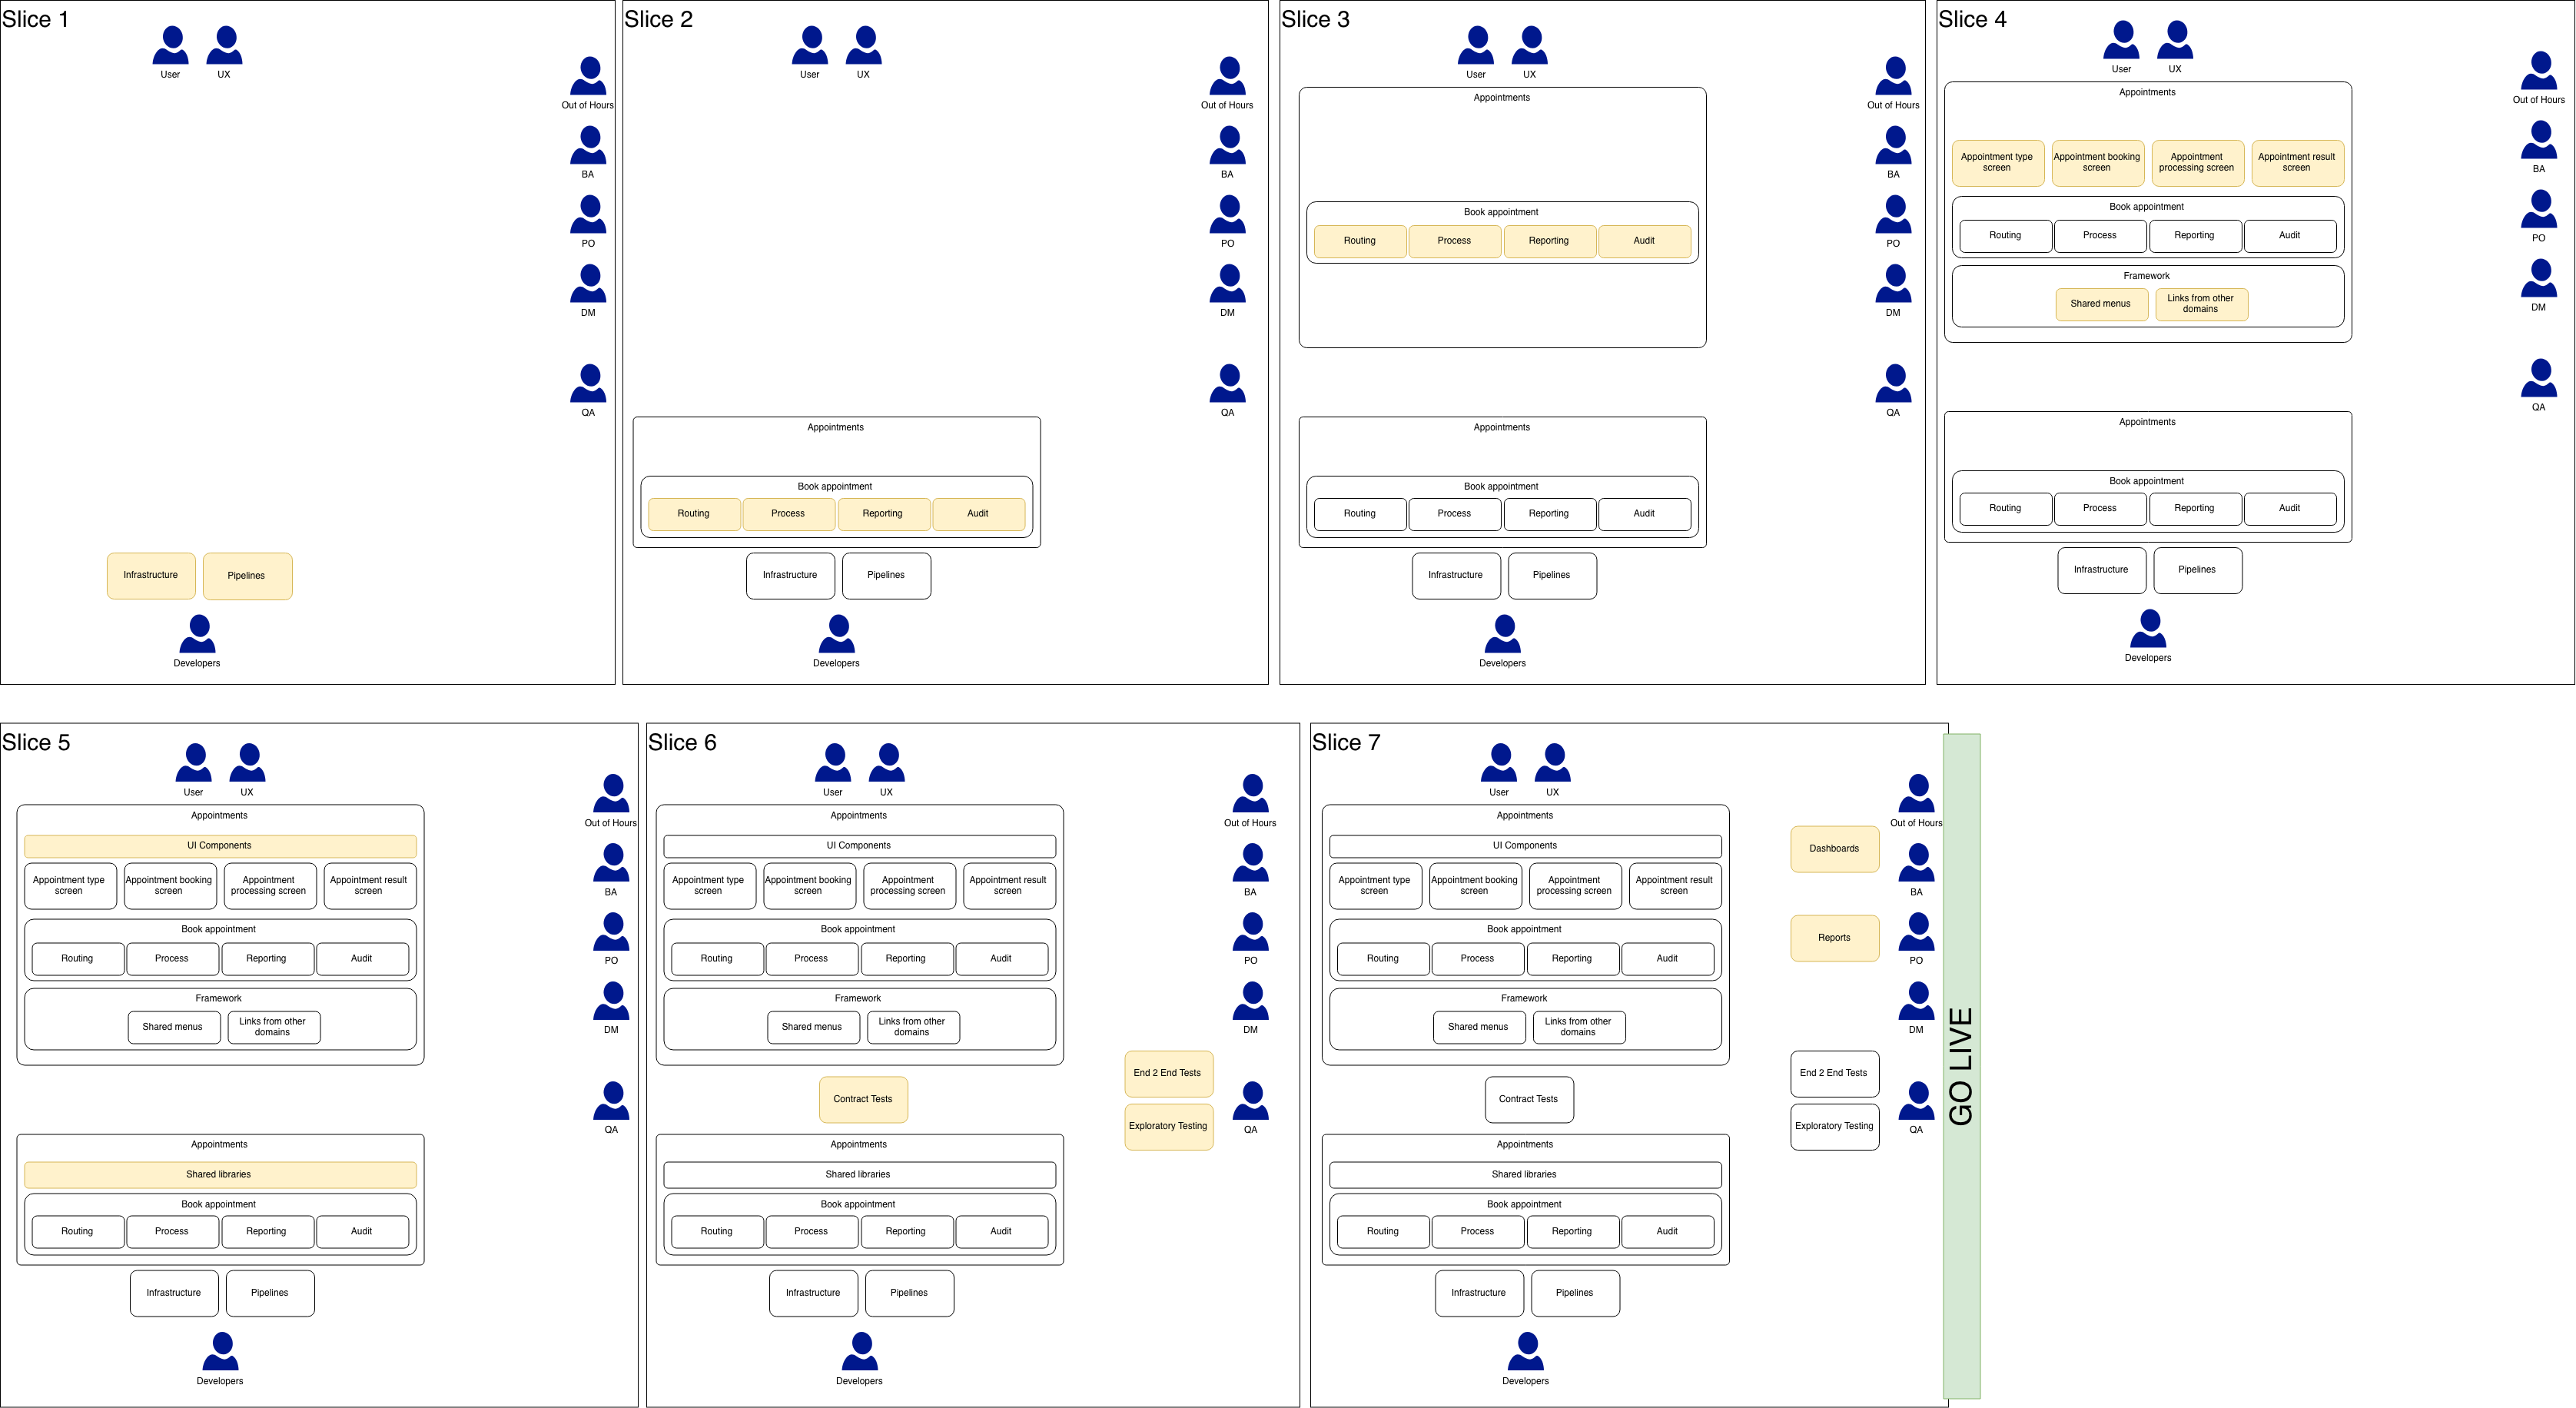 Slice 1
User
UX
Out of Hours
BA
PO
DM
QA
Infrastructure
Pipelines
Developers
Slice 2
User
UX
Out of Hours
BA
PO
DM
QA
Appointments
Book appointment
Routing
Process
Reporting
Audit
Infrastructure
Pipelines
Developers
Slice 3
User
UX
Out of Hours
BA
PO
DM
QA
Appointments
Book appointment
Routing
Process
Reporting
Audit
Appointments
Book appointment
Routing
Process
Reporting
Audit
Infrastructure
Pipelines
Developers
Slice 4
User
UX
Out of Hours
BA
PO
DM
QA
Appointments
Appointment type
screen
Appointment booking
screen
Appointment
processing screen
Appointment result
screen
Book appointment
Routing
Process
Reporting
Audit
Framework
Shared menus
Links from other
domains
Appointments
Book appointment
Routing
Process
Reporting
Audit
Infrastructure
Pipelines
Developers
Slice 5
User
UX
Out of Hours
BA
PO
DM
QA
Appointments
UI Components
Appointment type
screen
Appointment booking
screen
Appointment
processing screen
Appointment result
screen
Book appointment
Routing
Process
Reporting
Audit
Framework
Shared menus
Links from other
domains
Appointments
Shared libraries
Book appointment
Routing
Process
Reporting
Audit
Infrastructure
Pipelines
Developers
Slice 6
User
UX
Out of Hours
BA
PO
DM
QA
Appointments
UI Components
Appointment type
screen
Appointment booking
screen
Appointment
processing screen
Appointment result
screen
Book appointment
Routing
Process
Reporting
Audit
Framework
Shared menus
Links from other
domains
Contract Tests
End 2 End Tests
Exploratory Testing
Appointments
Shared libraries
Book appointment
Routing
Process
Reporting
Audit
Infrastructure
Pipelines
Developers
Slice 7
User
UX
Out of Hours
BA
PO
DM
QA
Appointments
UI Components
Appointment type
screen
Appointment booking
screen
Appointment
processing screen
Appointment result
screen
Book appointment
Routing
Process
Reporting
Audit
Framework
Shared menus
Links from other
domains
Dashboards
Reports
Contract Tests
End 2 End Tests
Exploratory Testing
Appointments
Shared libraries
Book appointment
Routing
Process
Reporting
Audit
Infrastructure
Pipelines
Developers
GO LIVE